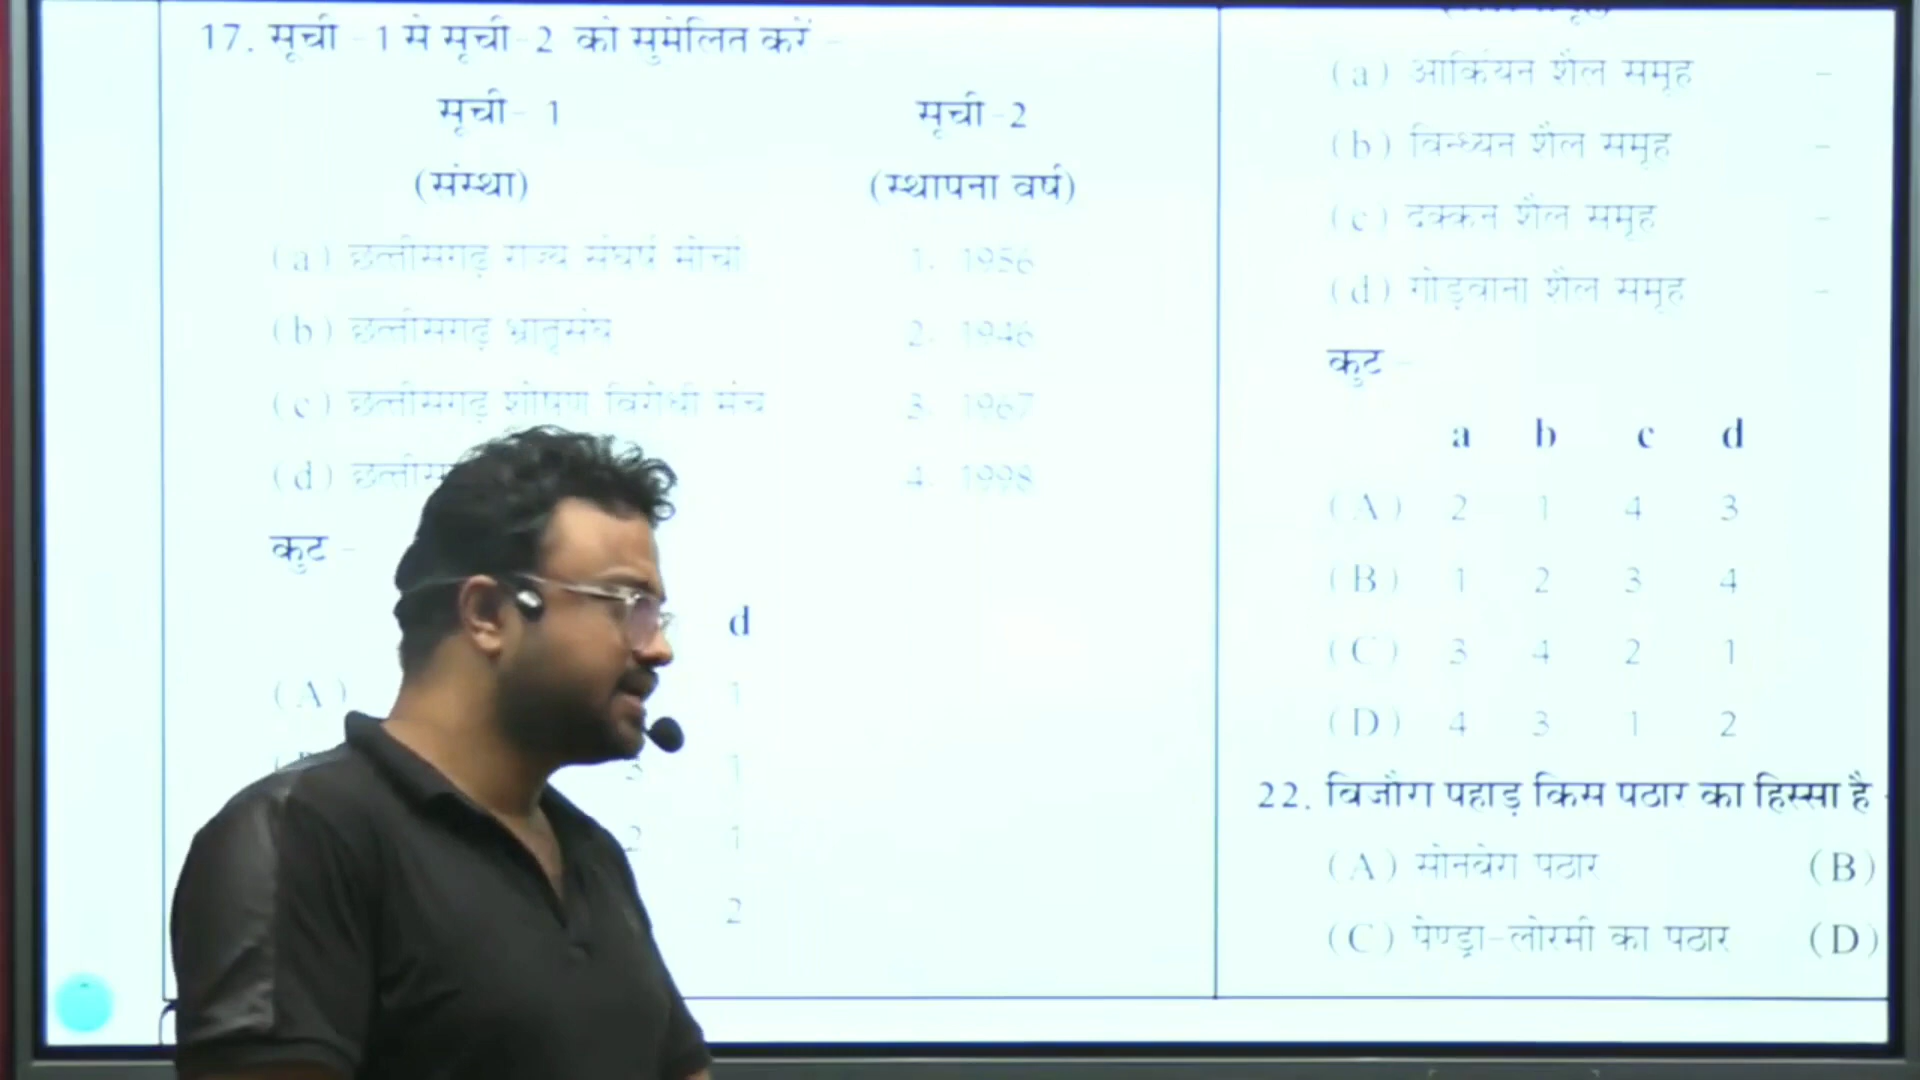 17. सूची -1 से सूची-2 को सुमेलित करें -
सूची- 1 सूची-2
(संस्था) (स्थापना वर्ष)
(a) छत्तीसगढ़ राज्य संघर्ष मोर्चा 1. 1956
(b) छत्तीसगढ़ भ्रातृसंघ 2. 1946
(c) छत्तीसगढ़ शोषण विरोधी मंच 3. 1967
(d) 4. 1998
कुट -
d
(A) 1
3 1
2 1
2
(a) आर्कियन शैल समूह -
(b) विन्ध्यन शैल समूह -
(c) दक्कन शैल समूह -
(d) गोंड़वाना शैल समूह -
कुट -
a b c d
(A) 2 1 4 3
(B) 1 2 3 4
(C) 3 4 2 1
(D) 4 3 1 2
22. बिजौरा पहाड़ किस पठार का हिस्सा है
(A) सोनबेरा पठार (B)
(C) पेण्ड्रा-लोरमी का पठार (D)